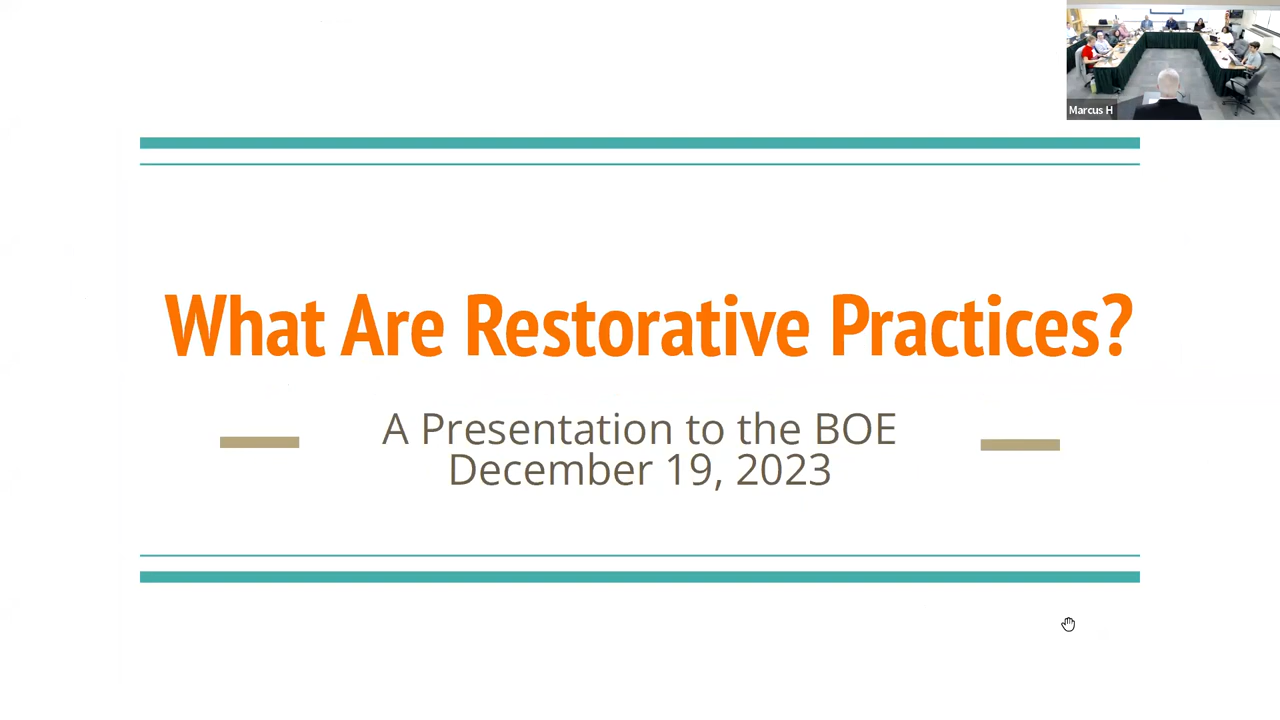 Marcus H
What Are Restorative Practices?
A Presentation to the BOE
December 19, 2023